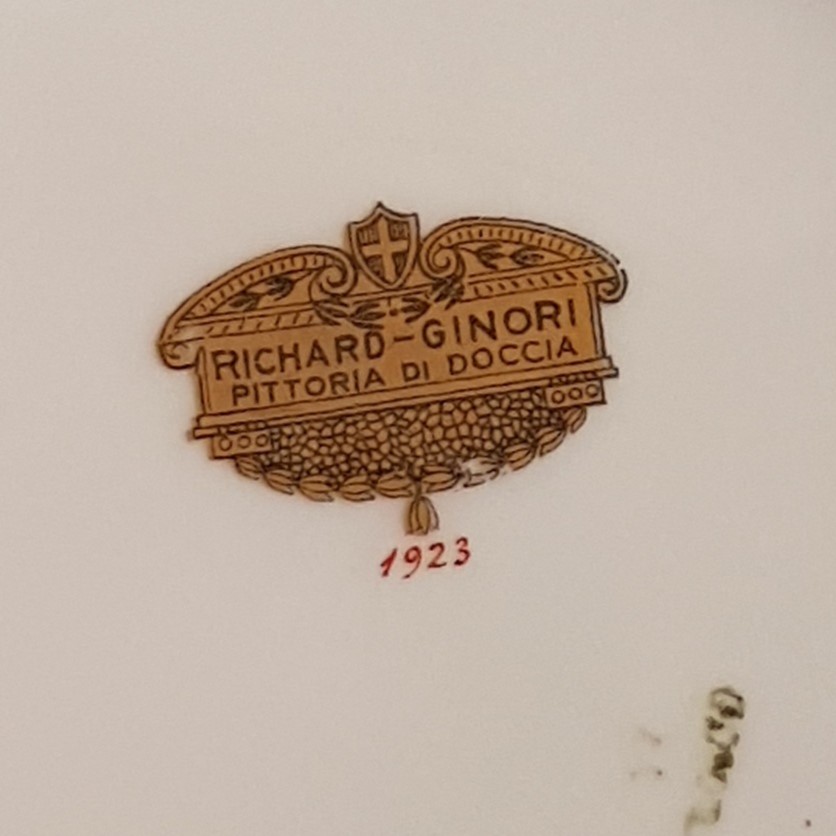 RICHARD-GINORI
PITTORIA DI DOCCIA
1923